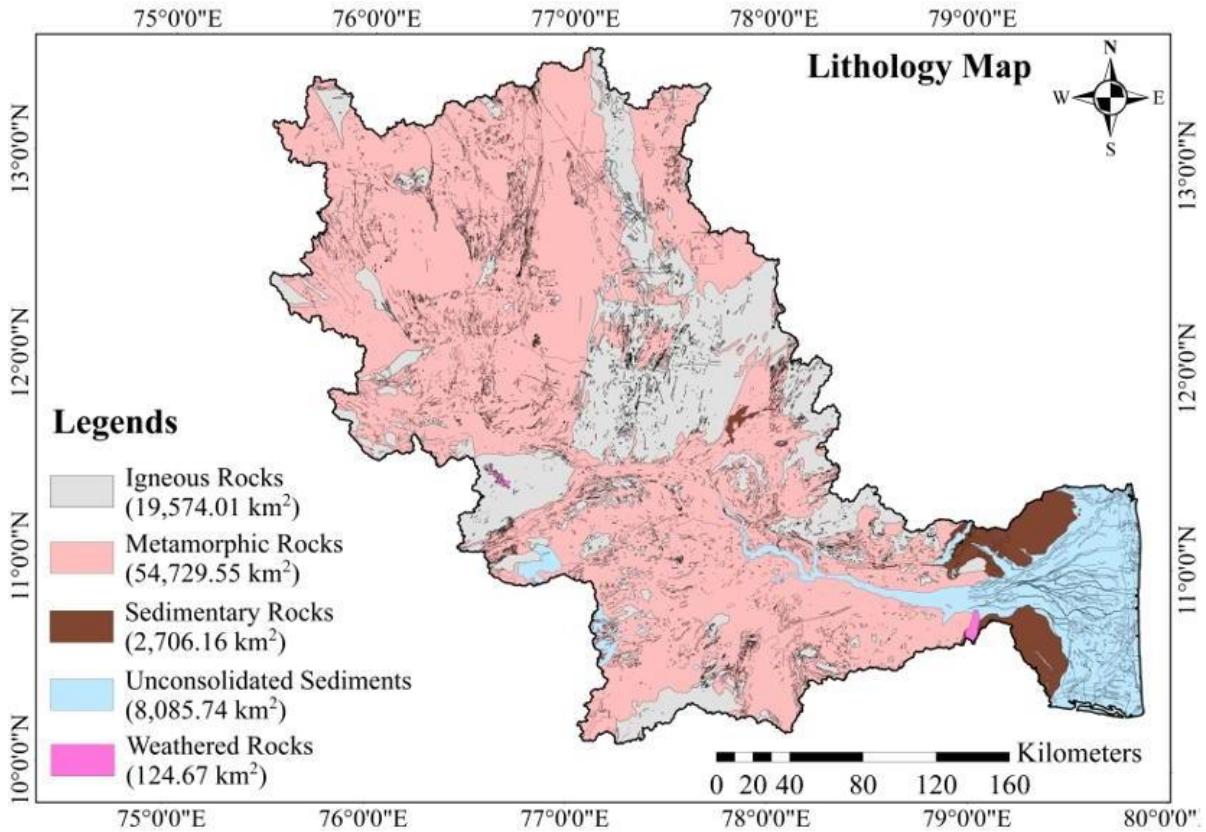 75°0'0"E 76°0'0"E 77°0'0"E 78°0'0"E 79°0'0"E
Lithology Map
N
W E
S
13°0'0"N
13°0'0"N
12°0'0"N
12°0'0"N
Legends
Igneous Rocks
(19,574.01 km²)
Metamorphic Rocks
(54,729.55 km²)
Sedimentary Rocks
(2,706.16 km²)
Unconsolidated Sediments
(8,085.74 km²)
Weathered Rocks
(124.67 km²)
11°0'0"N
11°0'0"N
10°0'0"N
Kilometers
0 20 40 80 120 160
75°0'0"E 76°0'0"E 77°0'0"E 78°0'0"E 79°0'0"E 80°0'0"